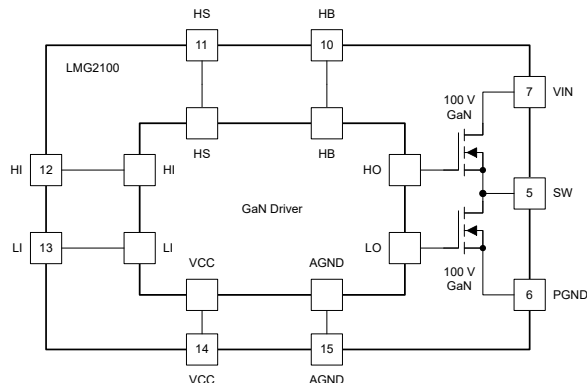 HS
HB
11
10
LMG2100
7
VIN
100 V
GaN
HS
HB
HI
12
HI
HO
5
SW
GaN Driver
LI
13
LI
LO
VCC
AGND
100 V
GaN
6
PGND
14
15
VCC
AGND